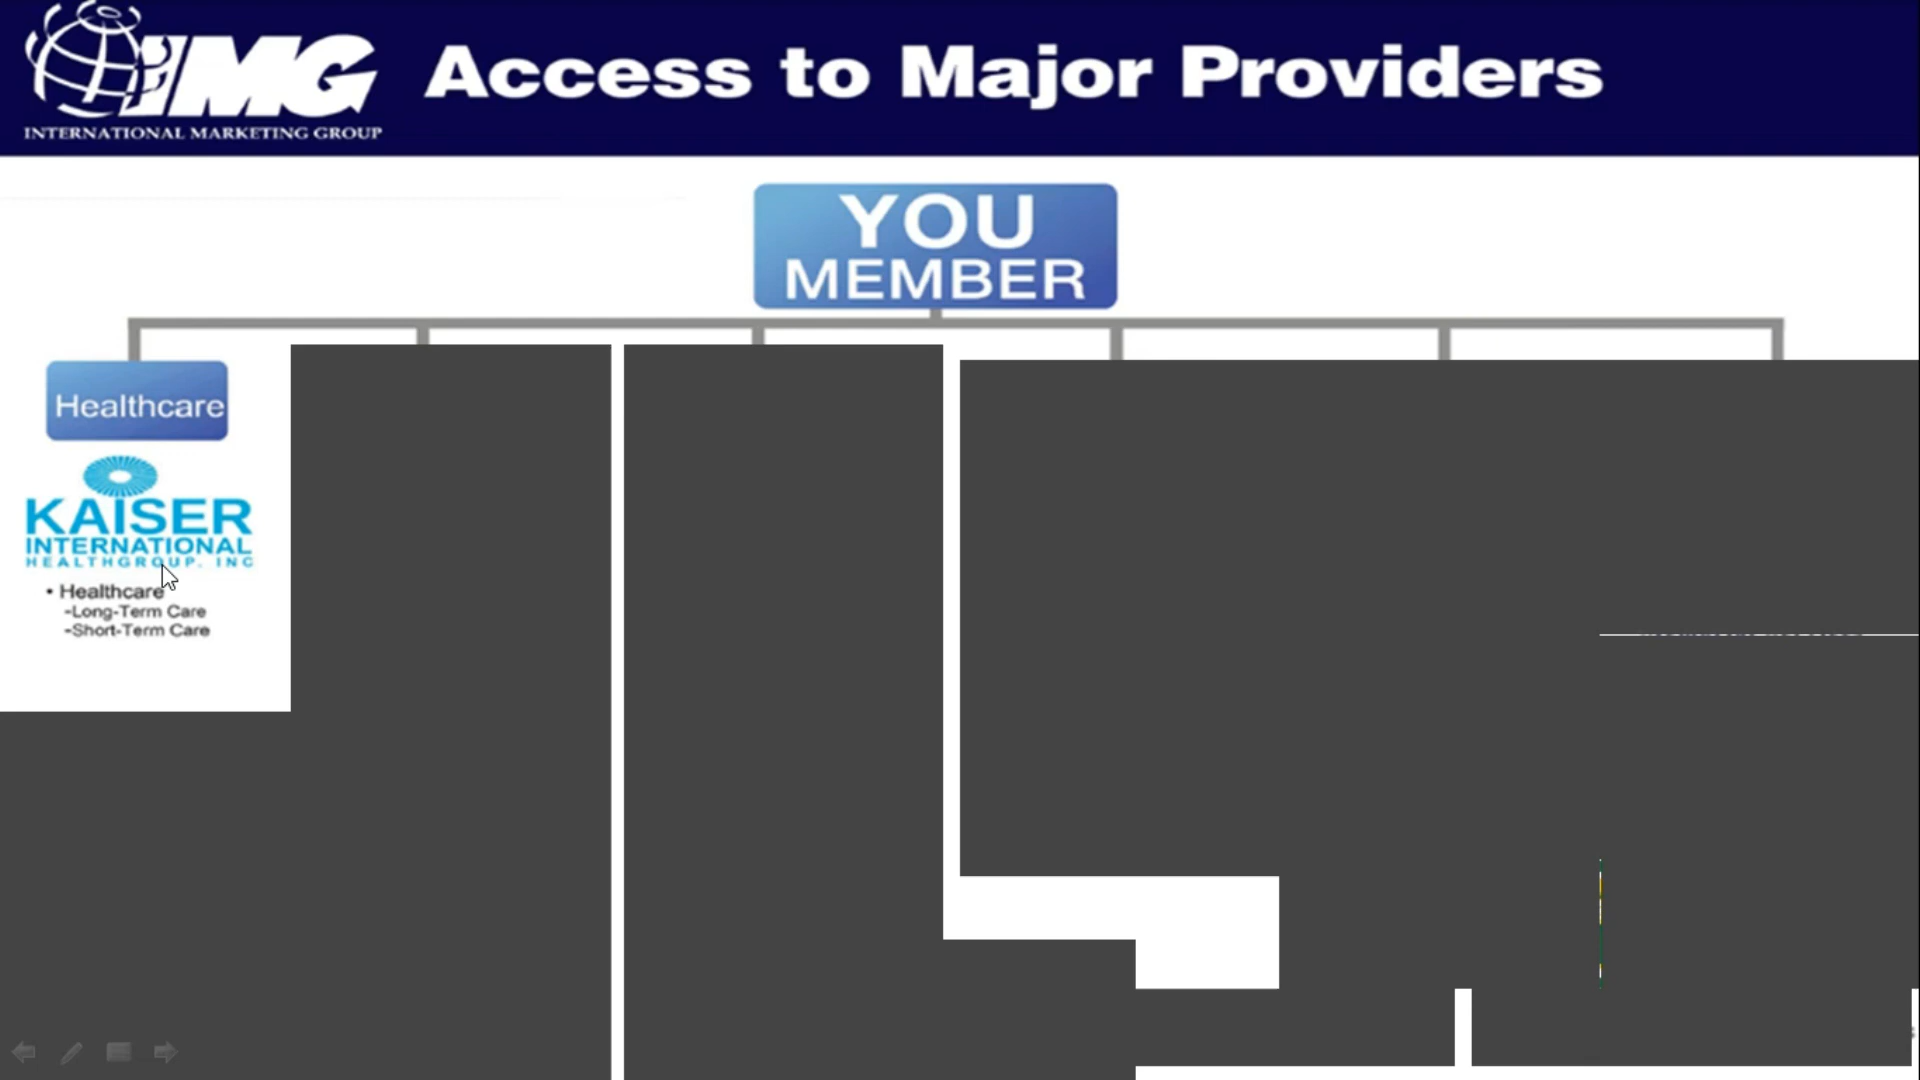 IMG
INTERNATIONAL MARKETING GROUP
Access to Major Providers
YOU
MEMBER
Healthcare
KAISER
INTERNATIONAL
HEALTHGROUP, INC
• Healthcare
-Long-Term Care
-Short-Term Care